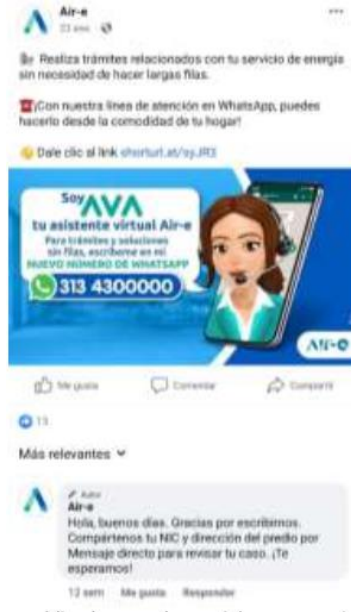 Air-e
Realiza trámites relacionados con tu servicio de energía
sin necesidad de hacer largas filas.
¡Con nuestra línea de atención en WhatsApp, puedes
hacerlo desde la comodidad de tu hogar!
Dale clic al link
Soy AVA
tu asistente virtual Air-e
Para trámites y soluciones
sin filas, escríbeme en mi
NUEVO NÚMERO DE WHATSAPP
313 4300000
Air-e
Me gusta Comentar Compartir
Más relevantes
Autor
Air-e
Hola, buenos días. Gracias por escribirnos.
Compártenos tu NIC y dirección del predio por
Mensaje directo para revisar tu caso. ¡Te
esperamos!
12 sem Me gusta Responder